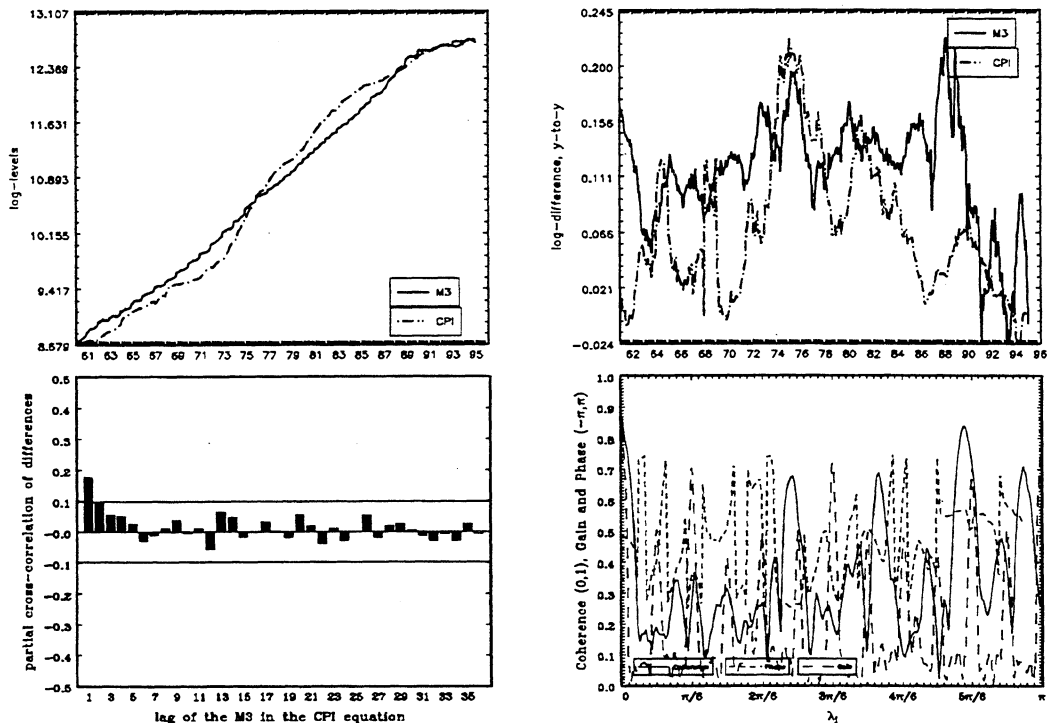 13.107
12.369
11.631
10.893
10.155
9.417
8.679
log-levels
M3
CPI
61 63 65 67 69 71 73 75 77 79 81 83 85 87 89 91 93 95
0.245
0.200
0.156
0.111
0.066
0.021
-0.024
log-difference, y-to-y
M3
CPI
62 64 66 68 70 72 74 76 78 80 82 84 86 88 90 92 94 96
0.5
0.4
0.3
0.2
0.1
-0.0
-0.1
-0.2
-0.3
-0.4
-0.5
partial cross-correlation of differences
1 3 5 7 9 11 13 15 17 19 21 23 25 27 29 31 33 35
lag of the M3 in the CPI equation
1.0
0.9
0.8
0.7
0.6
0.5
0.4
0.3
0.2
0.1
0.0
Coherence (0,1), Gain and Phase (-π,π)
0 π/6 2π/6 3π/6 4π/6 5π/6 π
λj